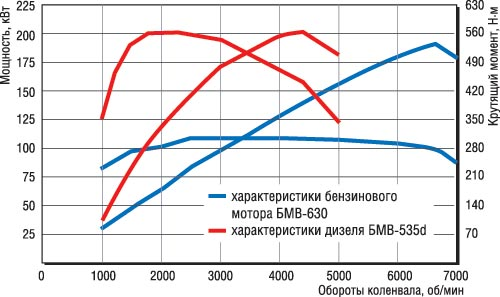 Мощность, кВт
225
200
175
150
125
100
75
50
25
630
560
490
420
350
280
210
140
70
Крутящий момент, Н-м
характеристики бензинового
мотора БМВ-630
характеристики дизеля БМВ-535d
0 1000 2000 3000 4000 5000 6000 7000
Обороты коленвала, об/мин